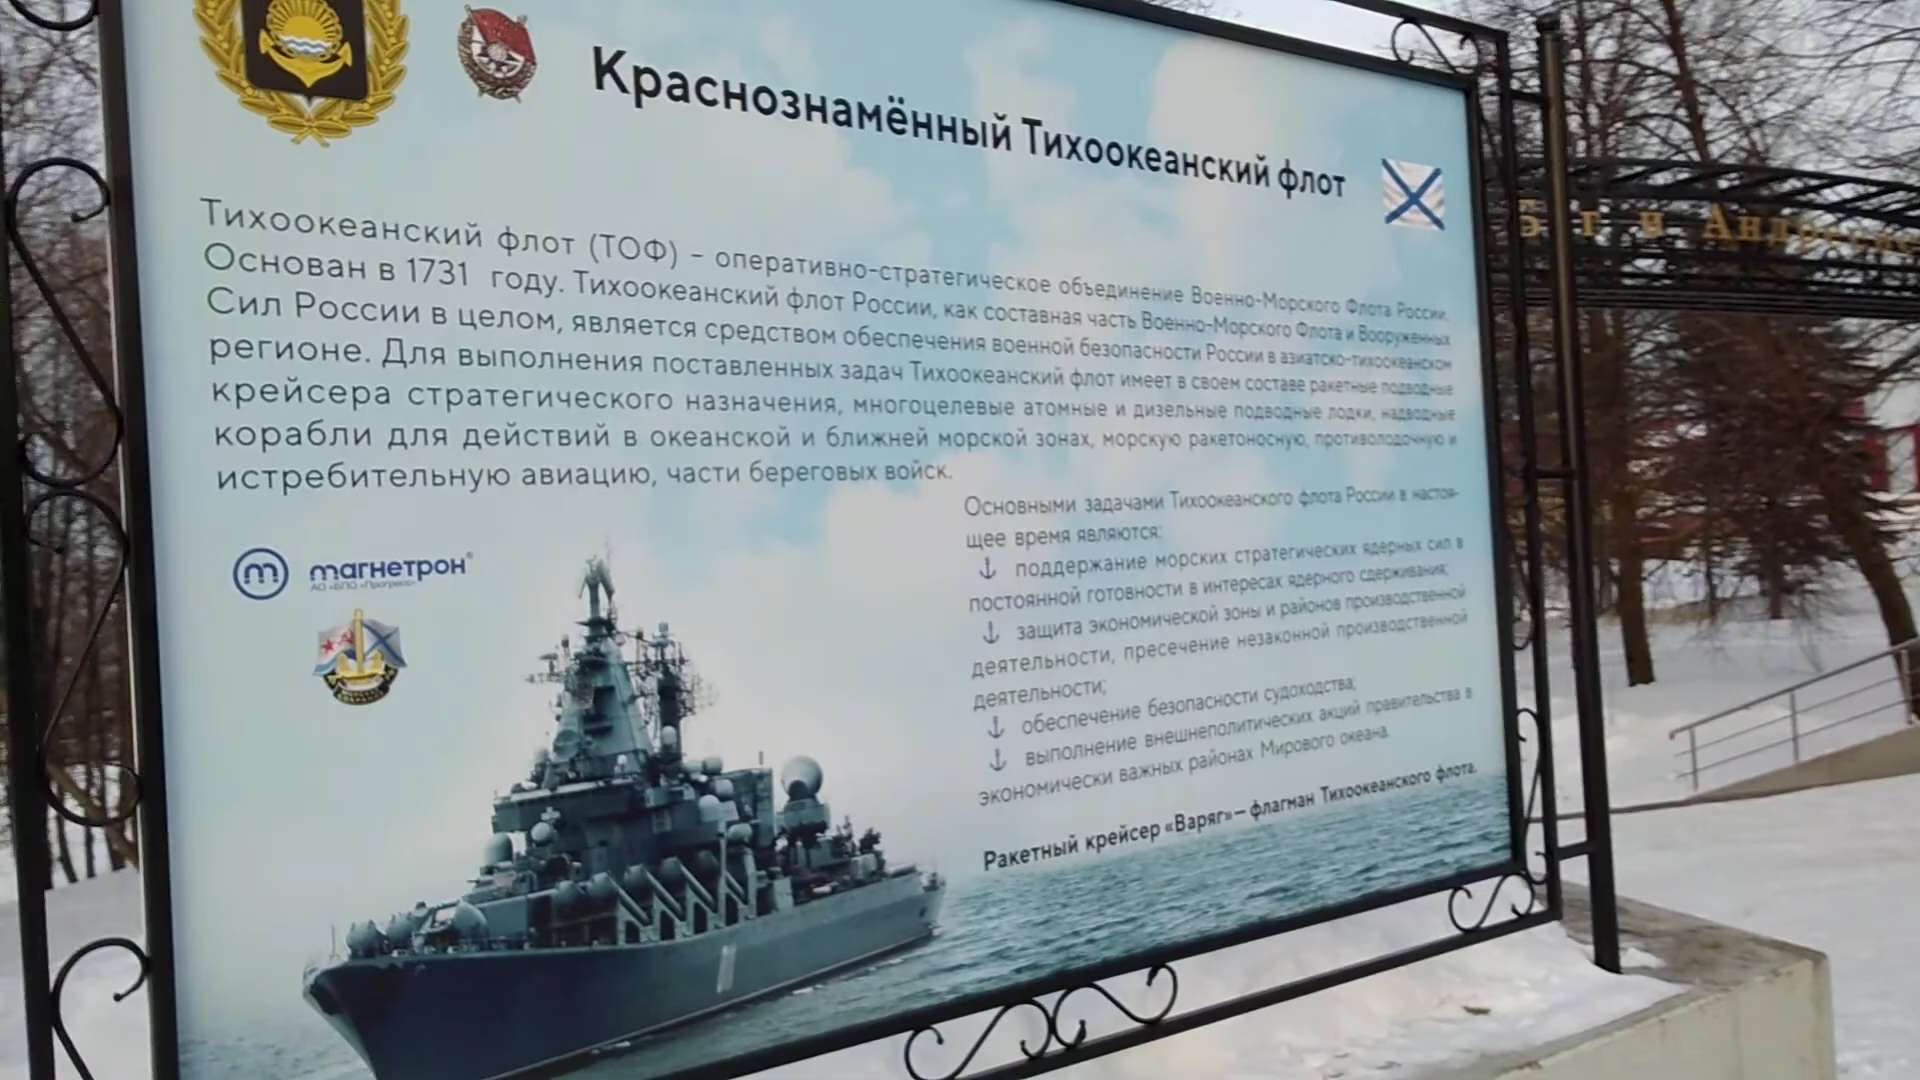 Краснознамённый Тихоокеанский флот
Тихоокеанский флот (ТОФ) – оперативно-стратегическое объединение Военно-Морского Флота России.
Основан в 1731 году. Тихоокеанский флот России, как составная часть Военно-Морского Флота и Вооруженных
Сил России в целом, является средством обеспечения военной безопасности России в азиатско-тихоокеанском
регионе. Для выполнения поставленных задач Тихоокеанский флот имеет в своем составе ракетные подводные
крейсера стратегического назначения, многоцелевые атомные и дизельные подводные лодки, надводные
корабли для действий в океанской и ближней морской зонах, морскую ракетоносную, противолодочную и
истребительную авиацию, части береговых войск.
Основными задачами Тихоокеанского флота России в настоя-
щее время являются:
поддержание морских стратегических ядерных сил в
постоянной готовности в интересах ядерного сдерживания;
защита экономической зоны и районов производственной
деятельности, пресечение незаконной производственной
деятельности;
обеспечение безопасности судоходства;
выполнение внешнеполитических акций правительства в
экономически важных районах Мирового океана.
Ракетный крейсер «Варяг»— флагман Тихоокеанского флота.
m магнетрон®
АО «БПО «Прогресс»